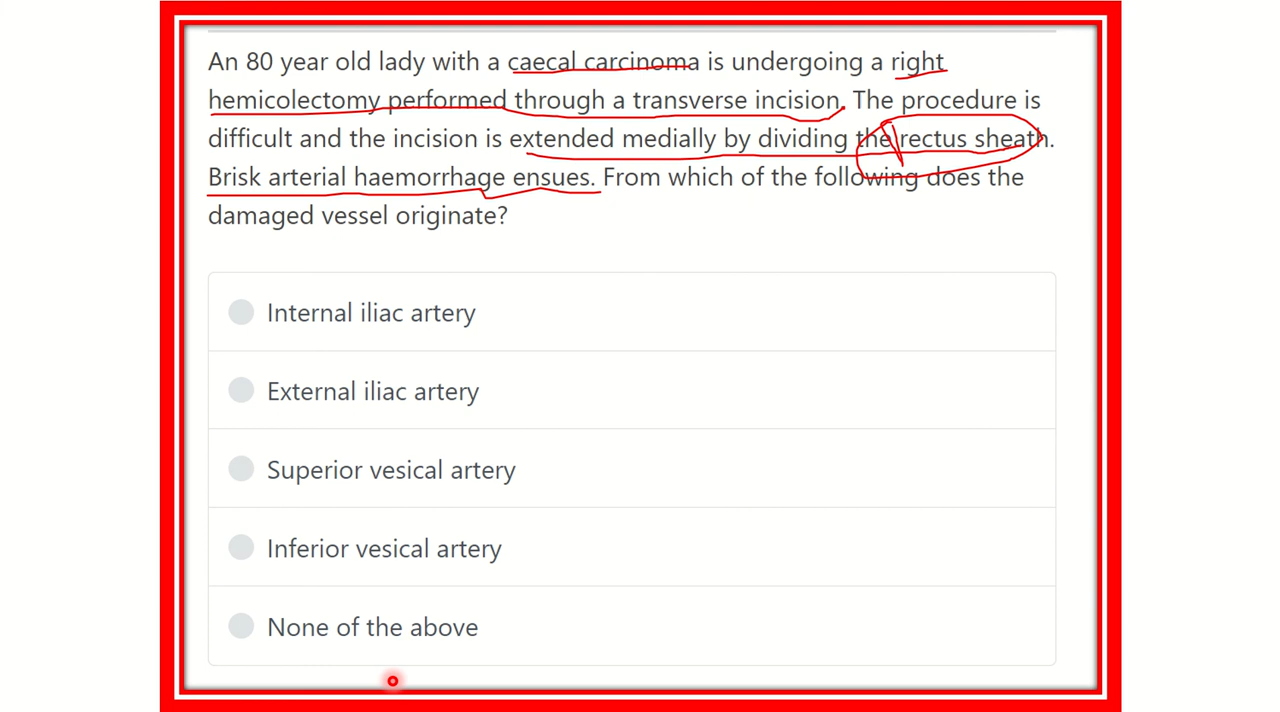 An 80 year old lady with a caecal carcinoma is undergoing a right
hemicolectomy performed through a transverse incision. The procedure is
difficult and the incision is extended medially by dividing the rectus sheath.
Brisk arterial haemorrhage ensues. From which of the following does the
damaged vessel originate?
Internal iliac artery
External iliac artery
Superior vesical artery
Inferior vesical artery
None of the above